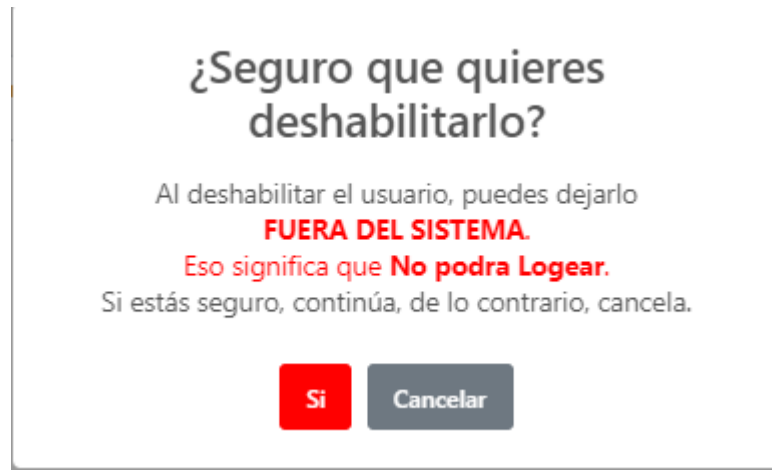 ¿Seguro que quieres
deshabilitarlo?
Al deshabilitar el usuario, puedes dejarlo
FUERA DEL SISTEMA.
Eso significa que No podra Logear.
Si estás seguro, continúa, de lo contrario, cancela.
Si
Cancelar